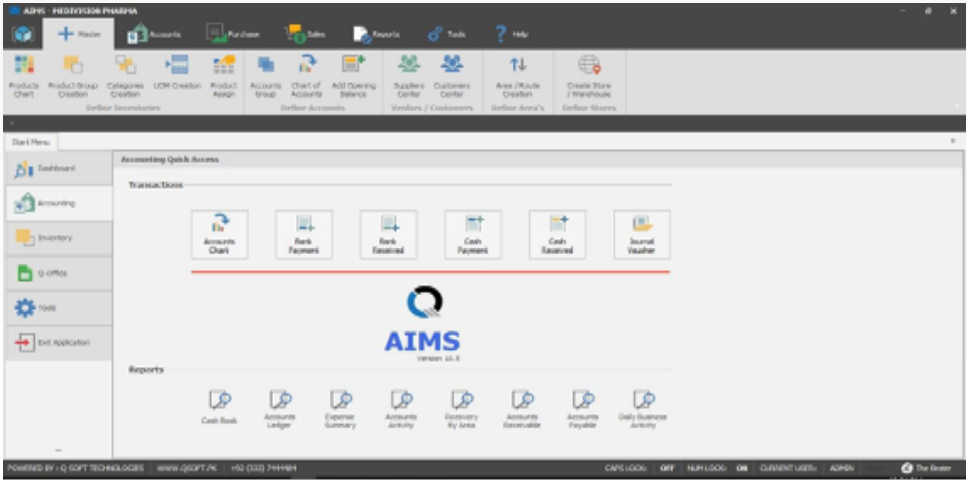 AIMS - MEDIVISION PHARMA
Master Accounts Purchase Sales Reports Tools Help
Products Chart
Product Group Creation
Categories Creation
UOM Creation
Product Assign
Accounts Group
Chart of Accounts
Add Opening Balance
Suppliers Center
Customers Center
Area / Route Creation
Create Store / Warehouse
Define Inventories Define Accounts Vendors / Customers Define Area's Define Stores
Start Menu
Dashboard
Accounting
Inventory
Q-Office
Tools
Exit Application
Accounting Quick Access
Transactions
Accounts Chart
Bank Payment
Bank Received
Cash Payment
Cash Received
Journal Voucher
AIMS
Version
Reports
Cash Book
Accounts Ledger
Expense Summary
Accounts Activity
Recovery By Area
Accounts Receivable
Accounts Payable
Daily Business Activity
POWERED BY : Q-SOFT TECHNOLOGIES WWW.QSOFT.PK +92 (333) CAPS LOCK: OFF NUM LOCK: ON CURRENT USER: ADMIN